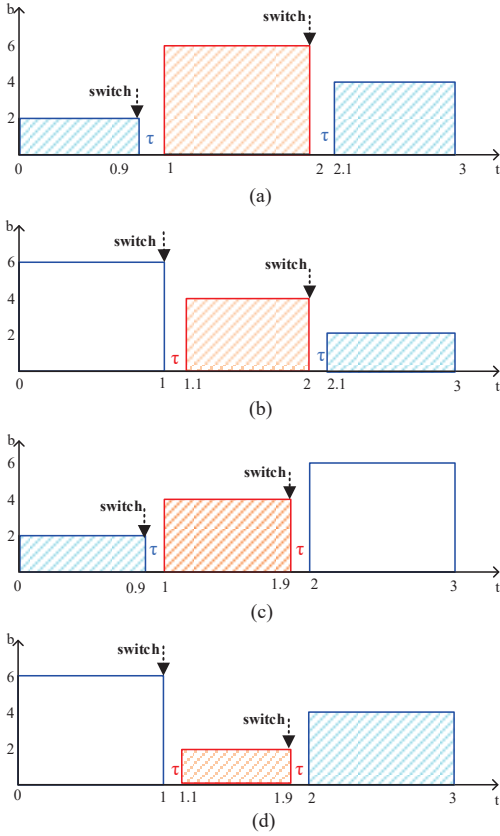 b
switch
6
switch
4
2
τ
τ
0
0.9
1
2
2.1
3
t
(a)
b
switch
6
switch
4
2
τ
τ
0
1
1.1
2
2.1
3
t
(b)
b
6
switch
switch
4
2
τ
τ
0
0.9
1
1.9
2
3
t
(c)
b
switch
6
switch
4
2
τ
τ
0
1
1.1
1.9
2
3
t
(d)